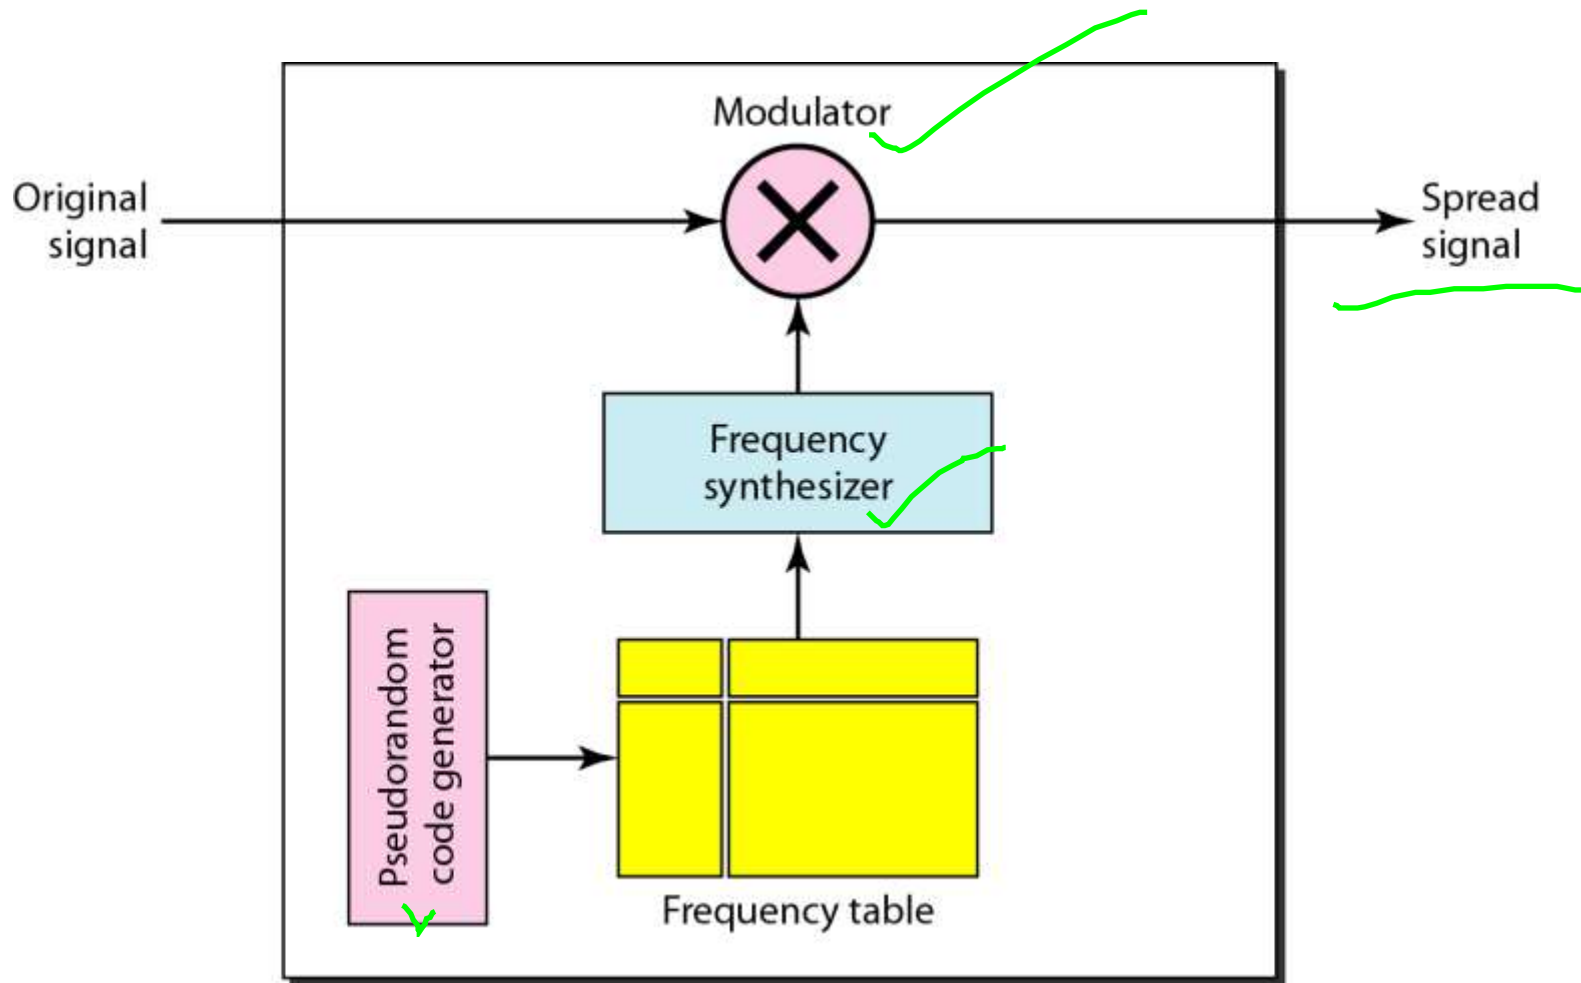 Modulator
Original
signal
Spread
signal
Frequency
synthesizer
Pseudorandom
code generator
Frequency table